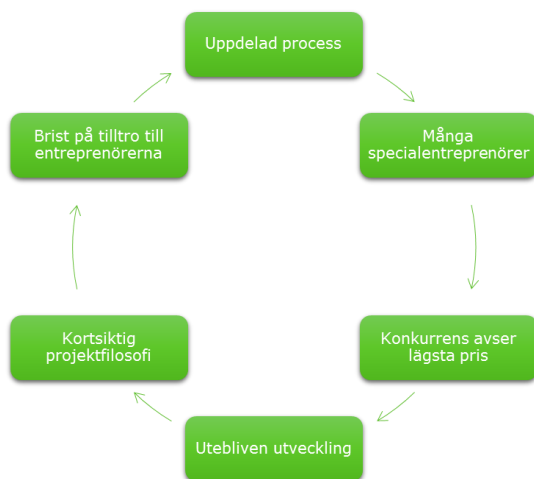 Uppdelad process
Många
specialentreprenörer
Konkurrens avser
lägsta pris
Utebliven utveckling
Kortsiktig
projektfilosofi
Brist på tilltro till
entreprenörerna